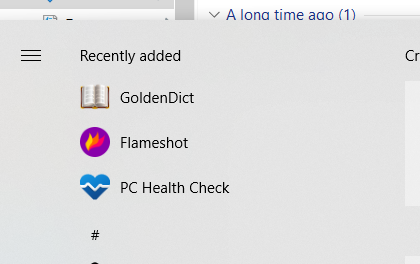 A long time ago (1)
Recently added
Cr
GoldenDict
Flameshot
PC Health Check
#